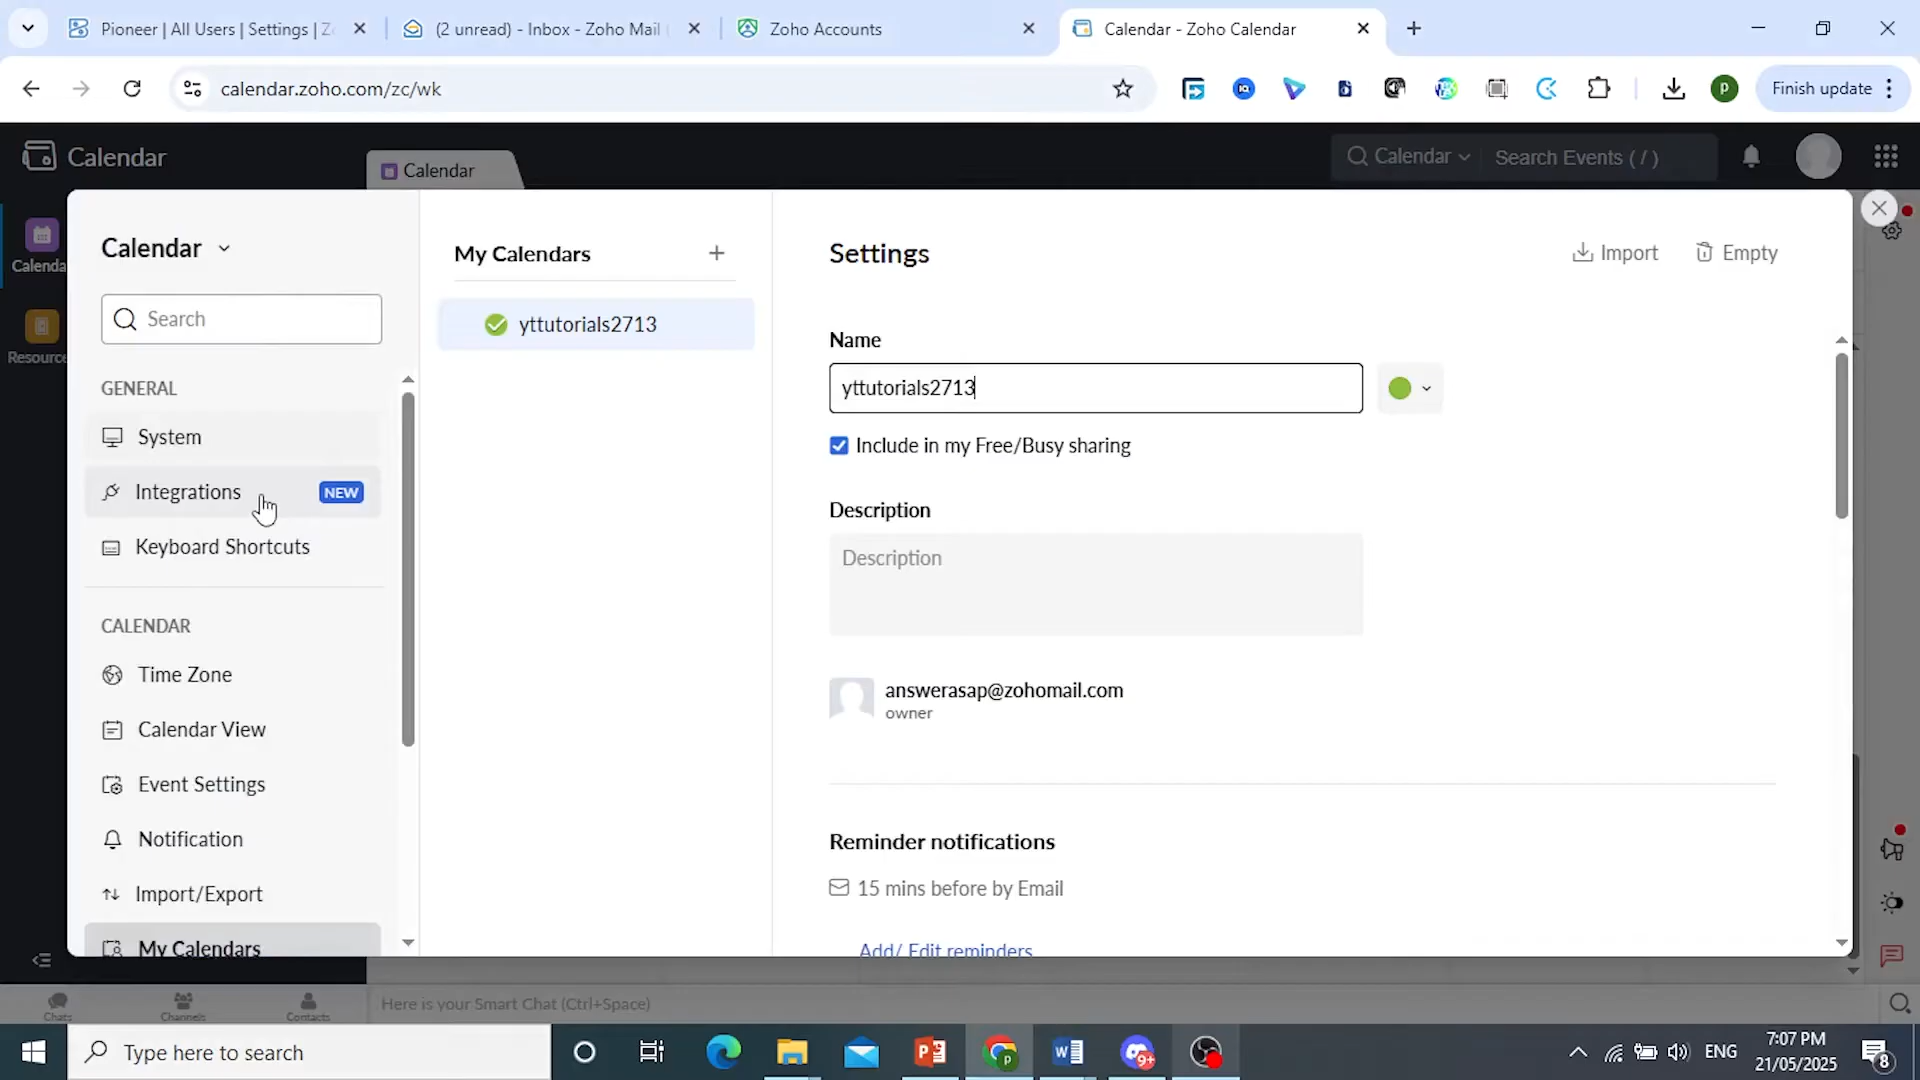 Pioneer | All Users | Settings | Z
(2 unread) - Inbox - Zoho Mail
Zoho Accounts
Calendar - Zoho Calendar
calendar.zoho.com/zc/wk
P
Finish update
Calendar
Calendar
Calendar
Search Events ( / )
Calenda
Resourc
Calendar
Search
GENERAL
System
Integrations
NEW
Keyboard Shortcuts
CALENDAR
Time Zone
Calendar View
Event Settings
Notification
Import/Export
My Calendars
My Calendars
yttutorials2713
Settings
Import
Empty
Name
yttutorials2713
Include in my Free/Busy sharing
Description
Description
answerasap@zohomail.com
owner
Reminder notifications
15 mins before by Email
Add/ Edit reminders
Chats
Channels
Contacts
Here is your Smart Chat (Ctrl+Space)
Type here to search
9+
ENG
7:07 PM
21/05/2025
8